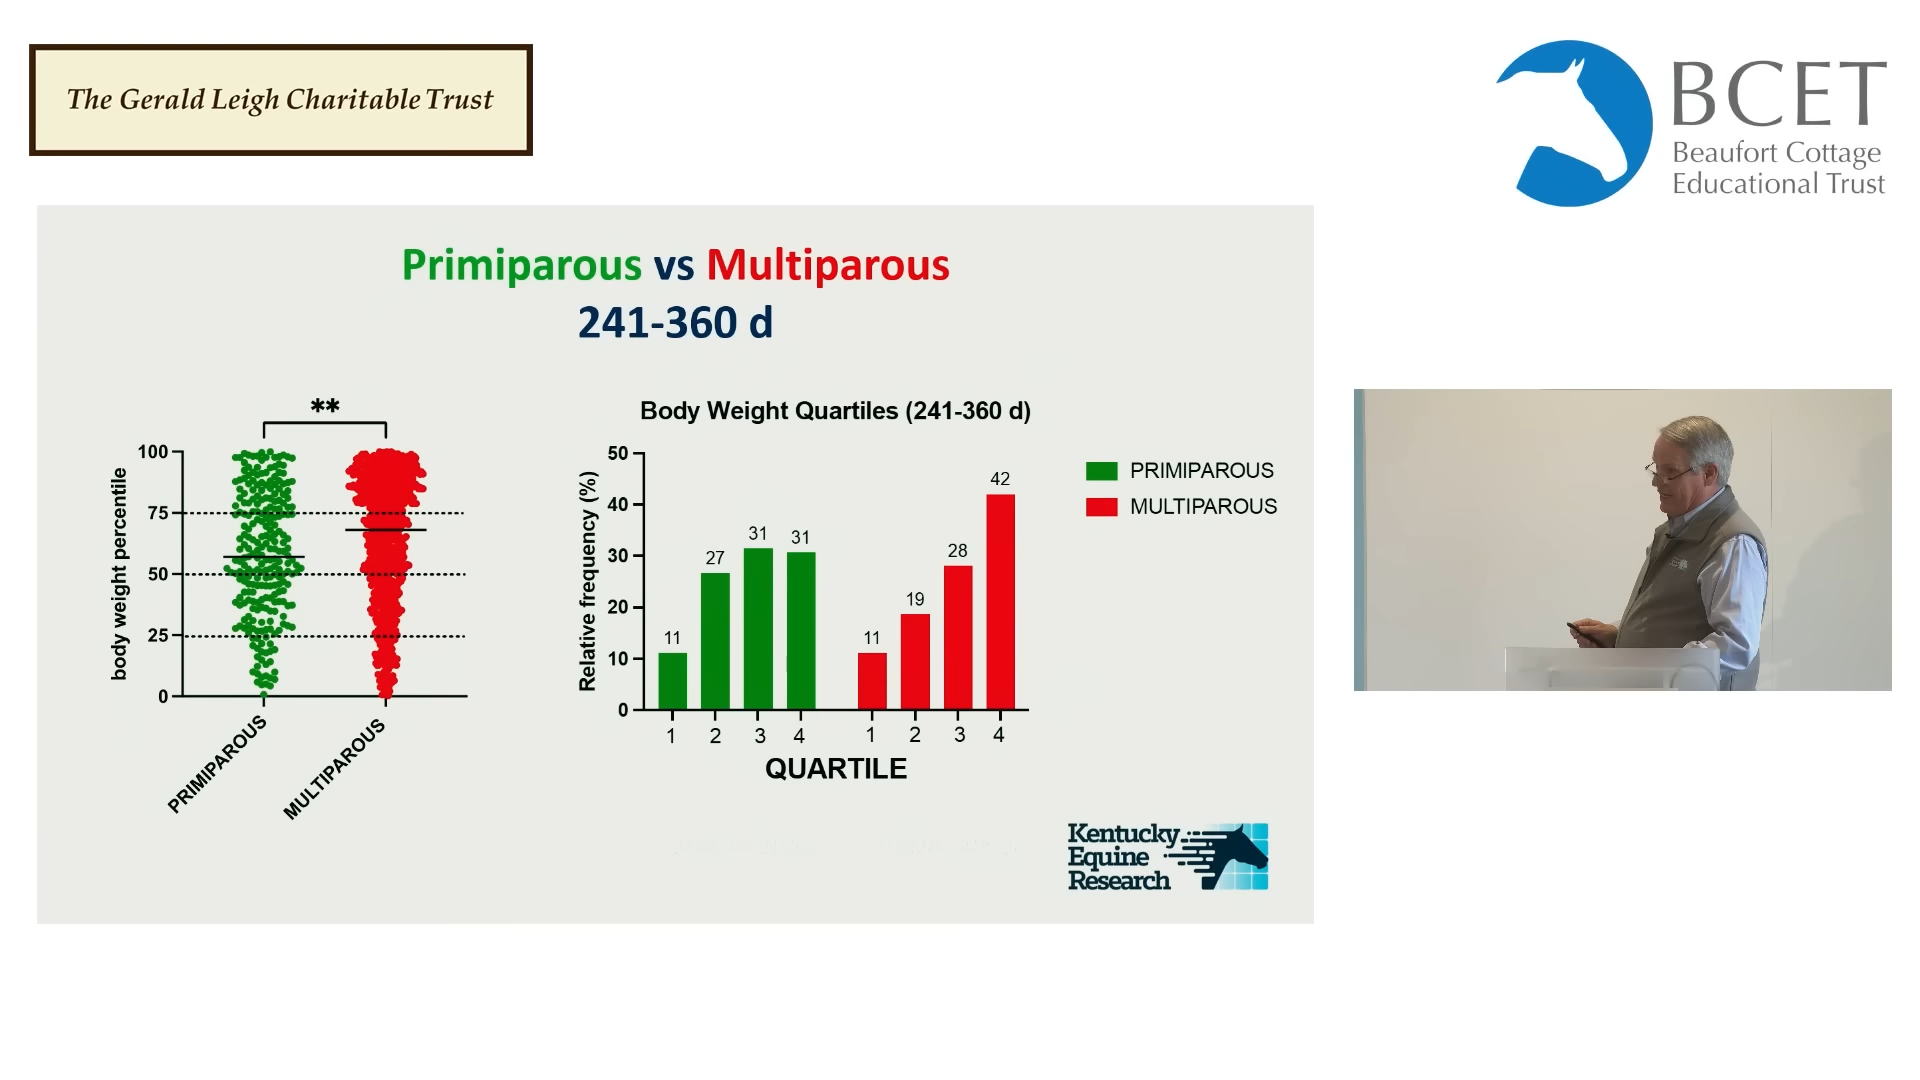 The Gerald Leigh Charitable Trust
BCET
Beaufort Cottage
Educational Trust
Primiparous vs Multiparous
241-360 d
**
100
75
50
25
0
body weight percentile
PRIMIPAROUS
MULTIPAROUS
Body Weight Quartiles (241-360 d)
50
40
30
20
10
0
Relative frequency (%)
11
27
31
31
11
19
28
42
1 2 3 4 1 2 3 4
QUARTILE
PRIMIPAROUS
MULTIPAROUS
Kentucky
Equine
Research